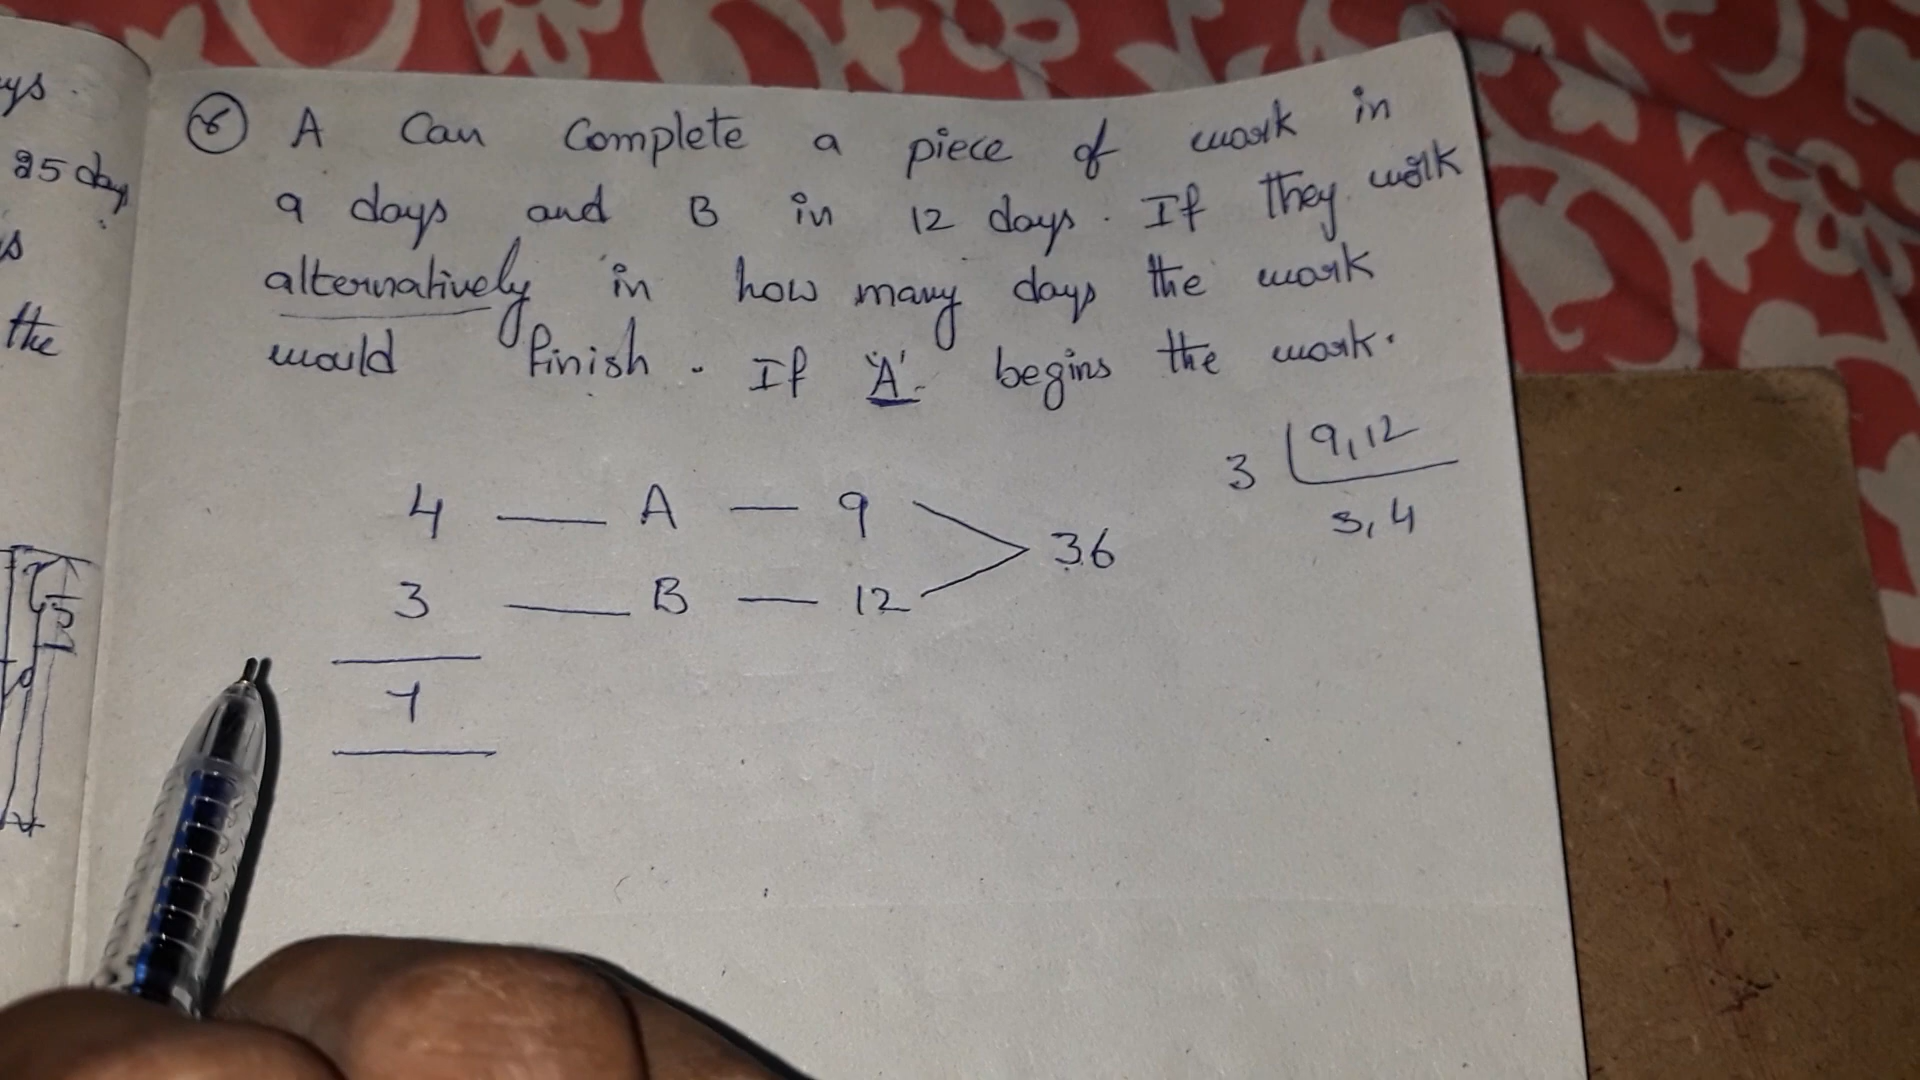 ys.
25 days
s
the
8 A Can Complete a piece of work in
9 days and B in 12 days. If they work
alternatively in how many days the work
would finish. If 'A' begins the work.
3 | 9, 12
3, 4
4 — A — 9
36
3 — B — 12
7